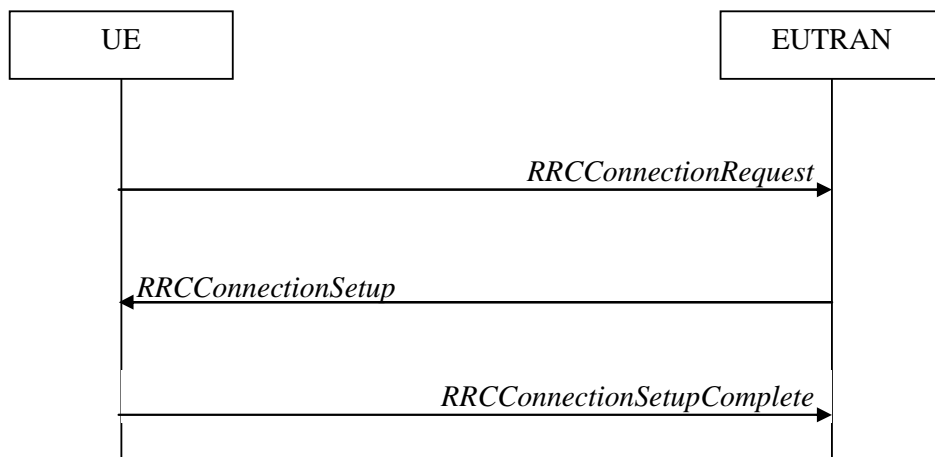 UE
EUTRAN
RRCConnectionRequest
RRCConnectionSetup
RRCConnectionSetupComplete